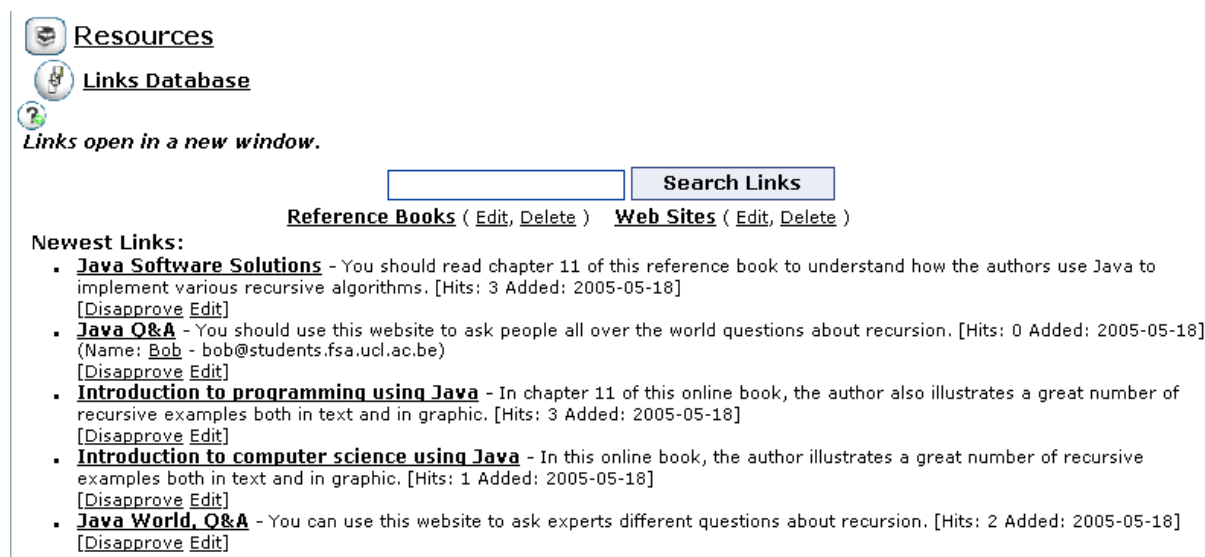 Resources
Links Database
Links open in a new window.
Search Links
Reference Books ( Edit, Delete ) Web Sites ( Edit, Delete )
Newest Links:
Java Software Solutions - You should read chapter 11 of this reference book to understand how the authors use Java to
implement various recursive algorithms. [Hits: 3 Added: 2005-05-18]
[Disapprove Edit]
Java Q&A - You should use this website to ask people all over the world questions about recursion. [Hits: 0 Added: 2005-05-18]
(Name: Bob - bob@students.fsa.ucl.ac.be)
[Disapprove Edit]
Introduction to programming using Java - In chapter 11 of this online book, the author also illustrates a great number of
recursive examples both in text and in graphic. [Hits: 3 Added: 2005-05-18]
[Disapprove Edit]
Introduction to computer science using Java - In this online book, the author illustrates a great number of recursive
examples both in text and in graphic. [Hits: 1 Added: 2005-05-18]
[Disapprove Edit]
Java World, Q&A - You can use this website to ask experts different questions about recursion. [Hits: 2 Added: 2005-05-18]
[Disapprove Edit]